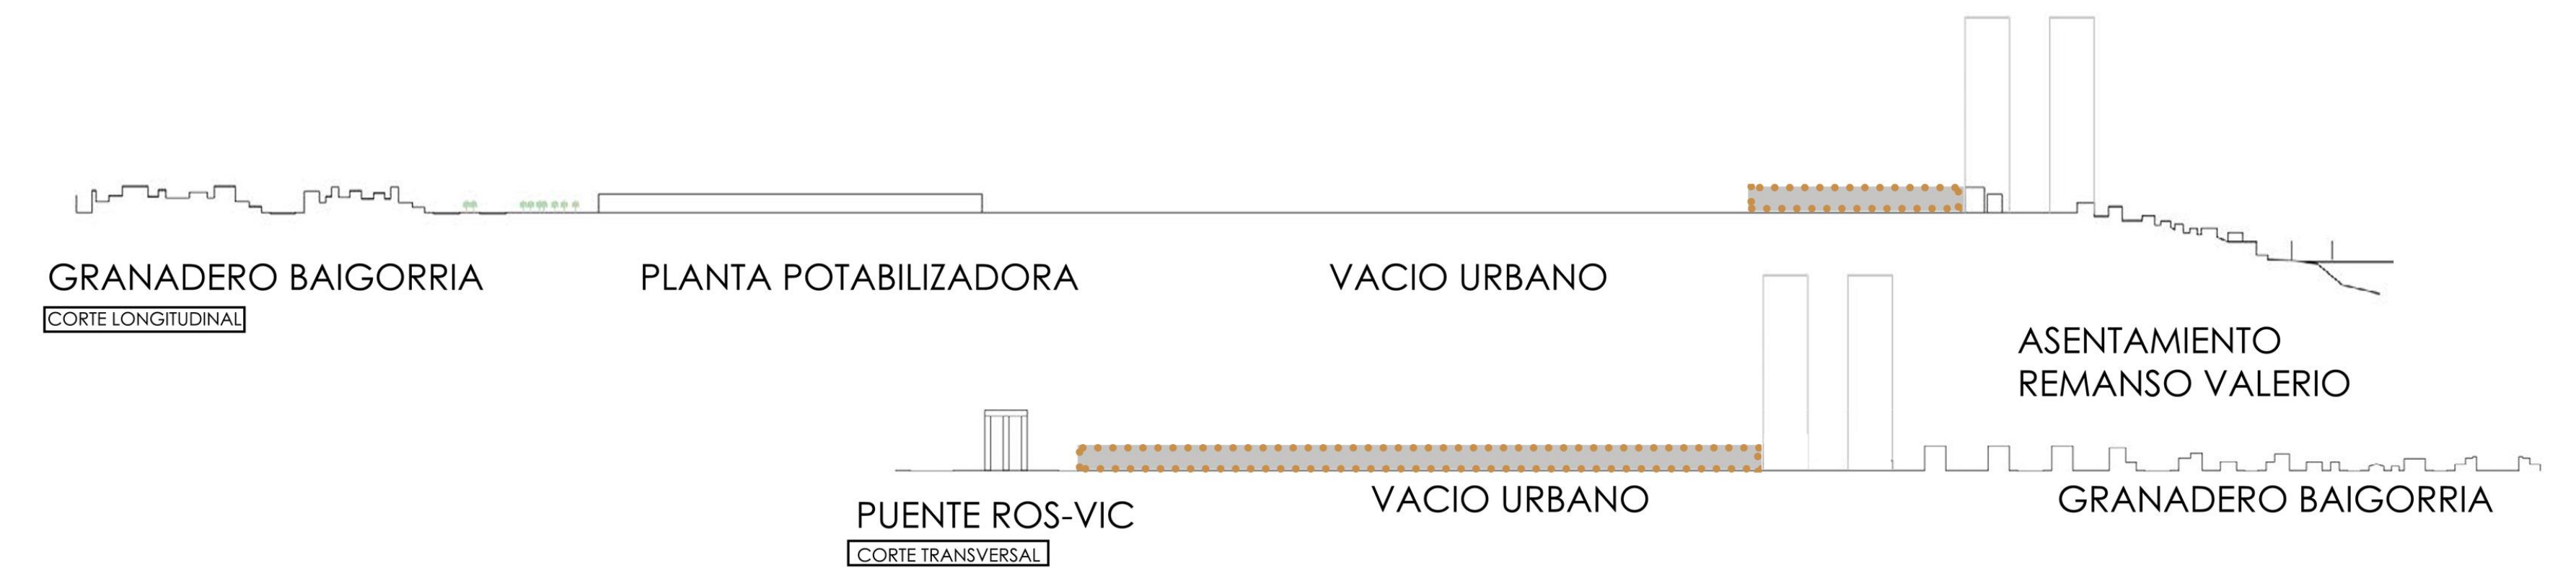 GRANADERO BAIGORRIA
PLANTA POTABILIZADORA
VACIO URBANO
CORTE LONGITUDINAL
ASENTAMIENTO
REMANSO VALERIO
PUENTE ROS-VIC
VACIO URBANO
GRANADERO BAIGORRIA
CORTE TRANSVERSAL